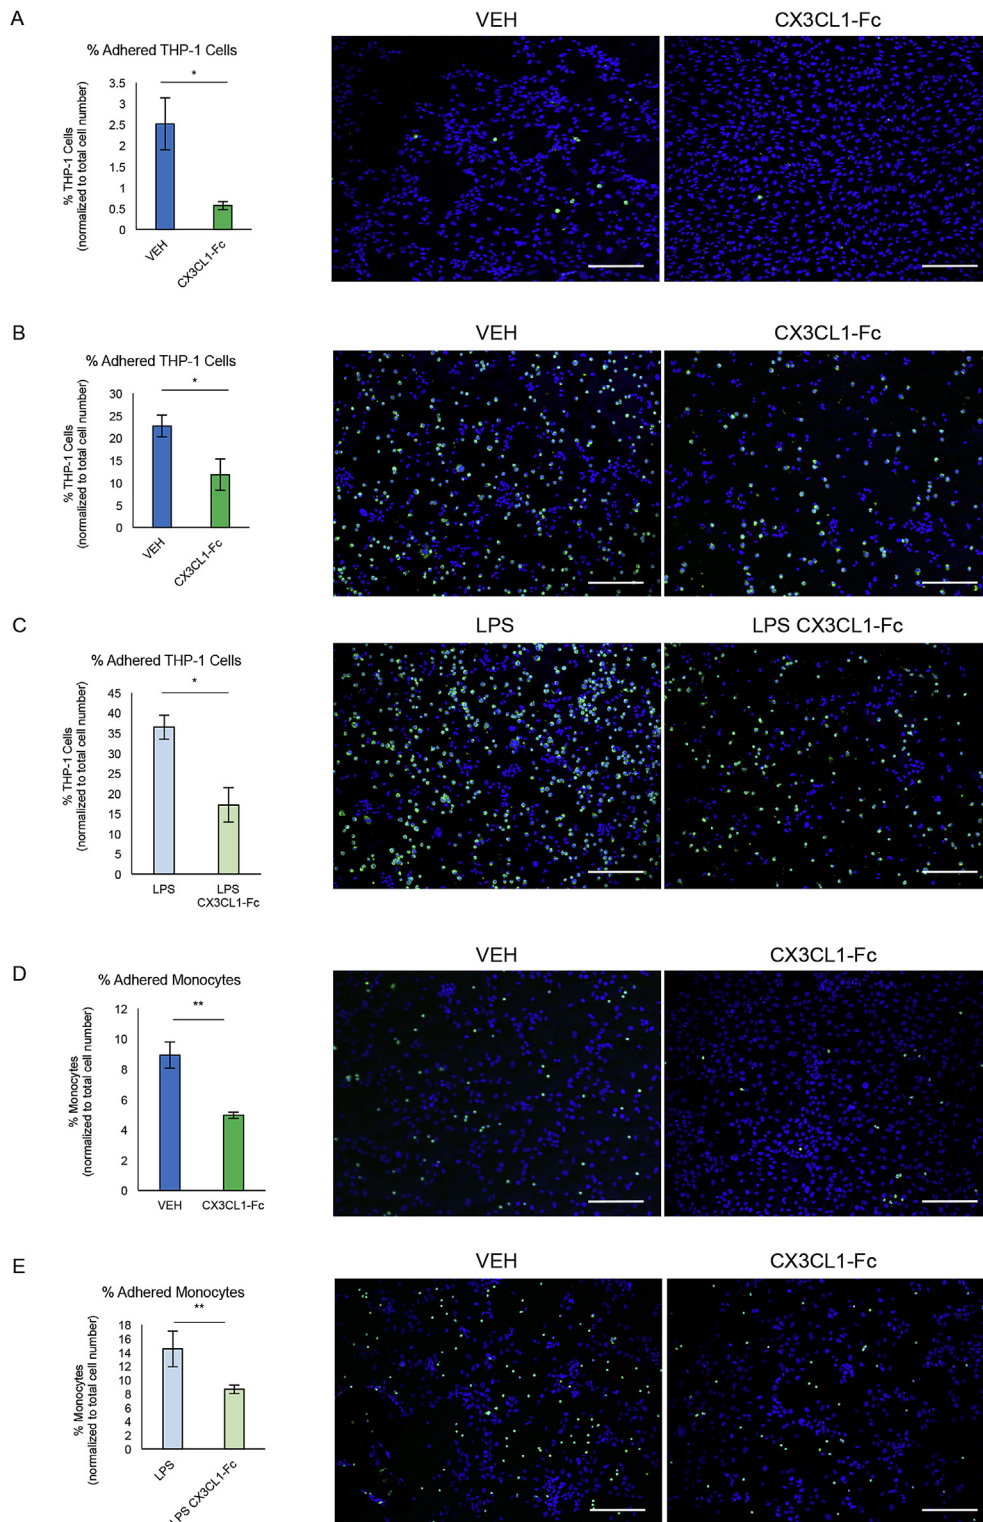 A
VEH
CX3CL1-Fc
% Adhered THP-1 Cells
% THP-1 Cells
(normalized to total cell number)
3.5
3
2.5
2
1.5
1
0.5
0
*
VEH
CX3CL1-Fc
B
VEH
CX3CL1-Fc
% Adhered THP-1 Cells
% THP-1 Cells
(normalized to total cell number)
30
25
20
15
10
5
0
*
VEH
CX3CL1-Fc
C
LPS
LPS CX3CL1-Fc
% Adhered THP-1 Cells
% THP-1 Cells
(normalized to total cell number)
45
40
35
30
25
20
15
10
5
0
*
LPS
LPS
CX3CL1-Fc
D
VEH
CX3CL1-Fc
% Adhered Monocytes
% Monocytes
(normalized to total cell number)
12
10
8
6
4
2
0
**
VEH
CX3CL1-Fc
E
VEH
CX3CL1-Fc
% Adhered Monocytes
% Monocytes
(normalized to total cell number)
18
16
14
12
10
8
6
4
2
0
**
LPS
LPS CX3CL1-Fc